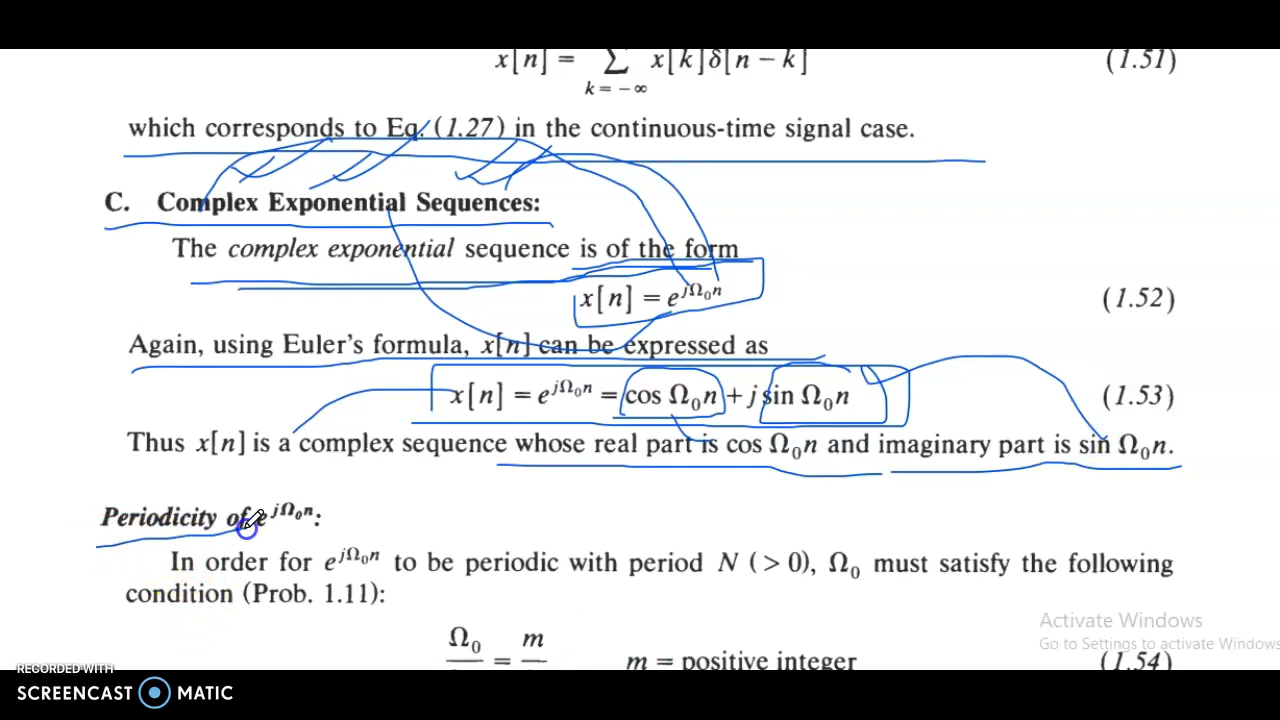 x[n] = Σ x[k]δ[n − k] (1.51)
k = −∞
which corresponds to Eq. (1.27) in the continuous-time signal case.
C. Complex Exponential Sequences:
The complex exponential sequence is of the form
x[n] = e^{jΩ₀n} (1.52)
Again, using Euler's formula, x[n] can be expressed as
x[n] = e^{jΩ₀n} = cos Ω₀n + j sin Ω₀n (1.53)
Thus x[n] is a complex sequence whose real part is cos Ω₀n and imaginary part is sin Ω₀n.
Periodicity of e^{jΩ₀n}:
In order for e^{jΩ₀n} to be periodic with period N (> 0), Ω₀ must satisfy the following
condition (Prob. 1.11):
Ω₀ m
= m = positive integer (1.54)
Activate Windows
Go to Settings to activate Windows.
RECORDED WITH
SCREENCAST MATIC